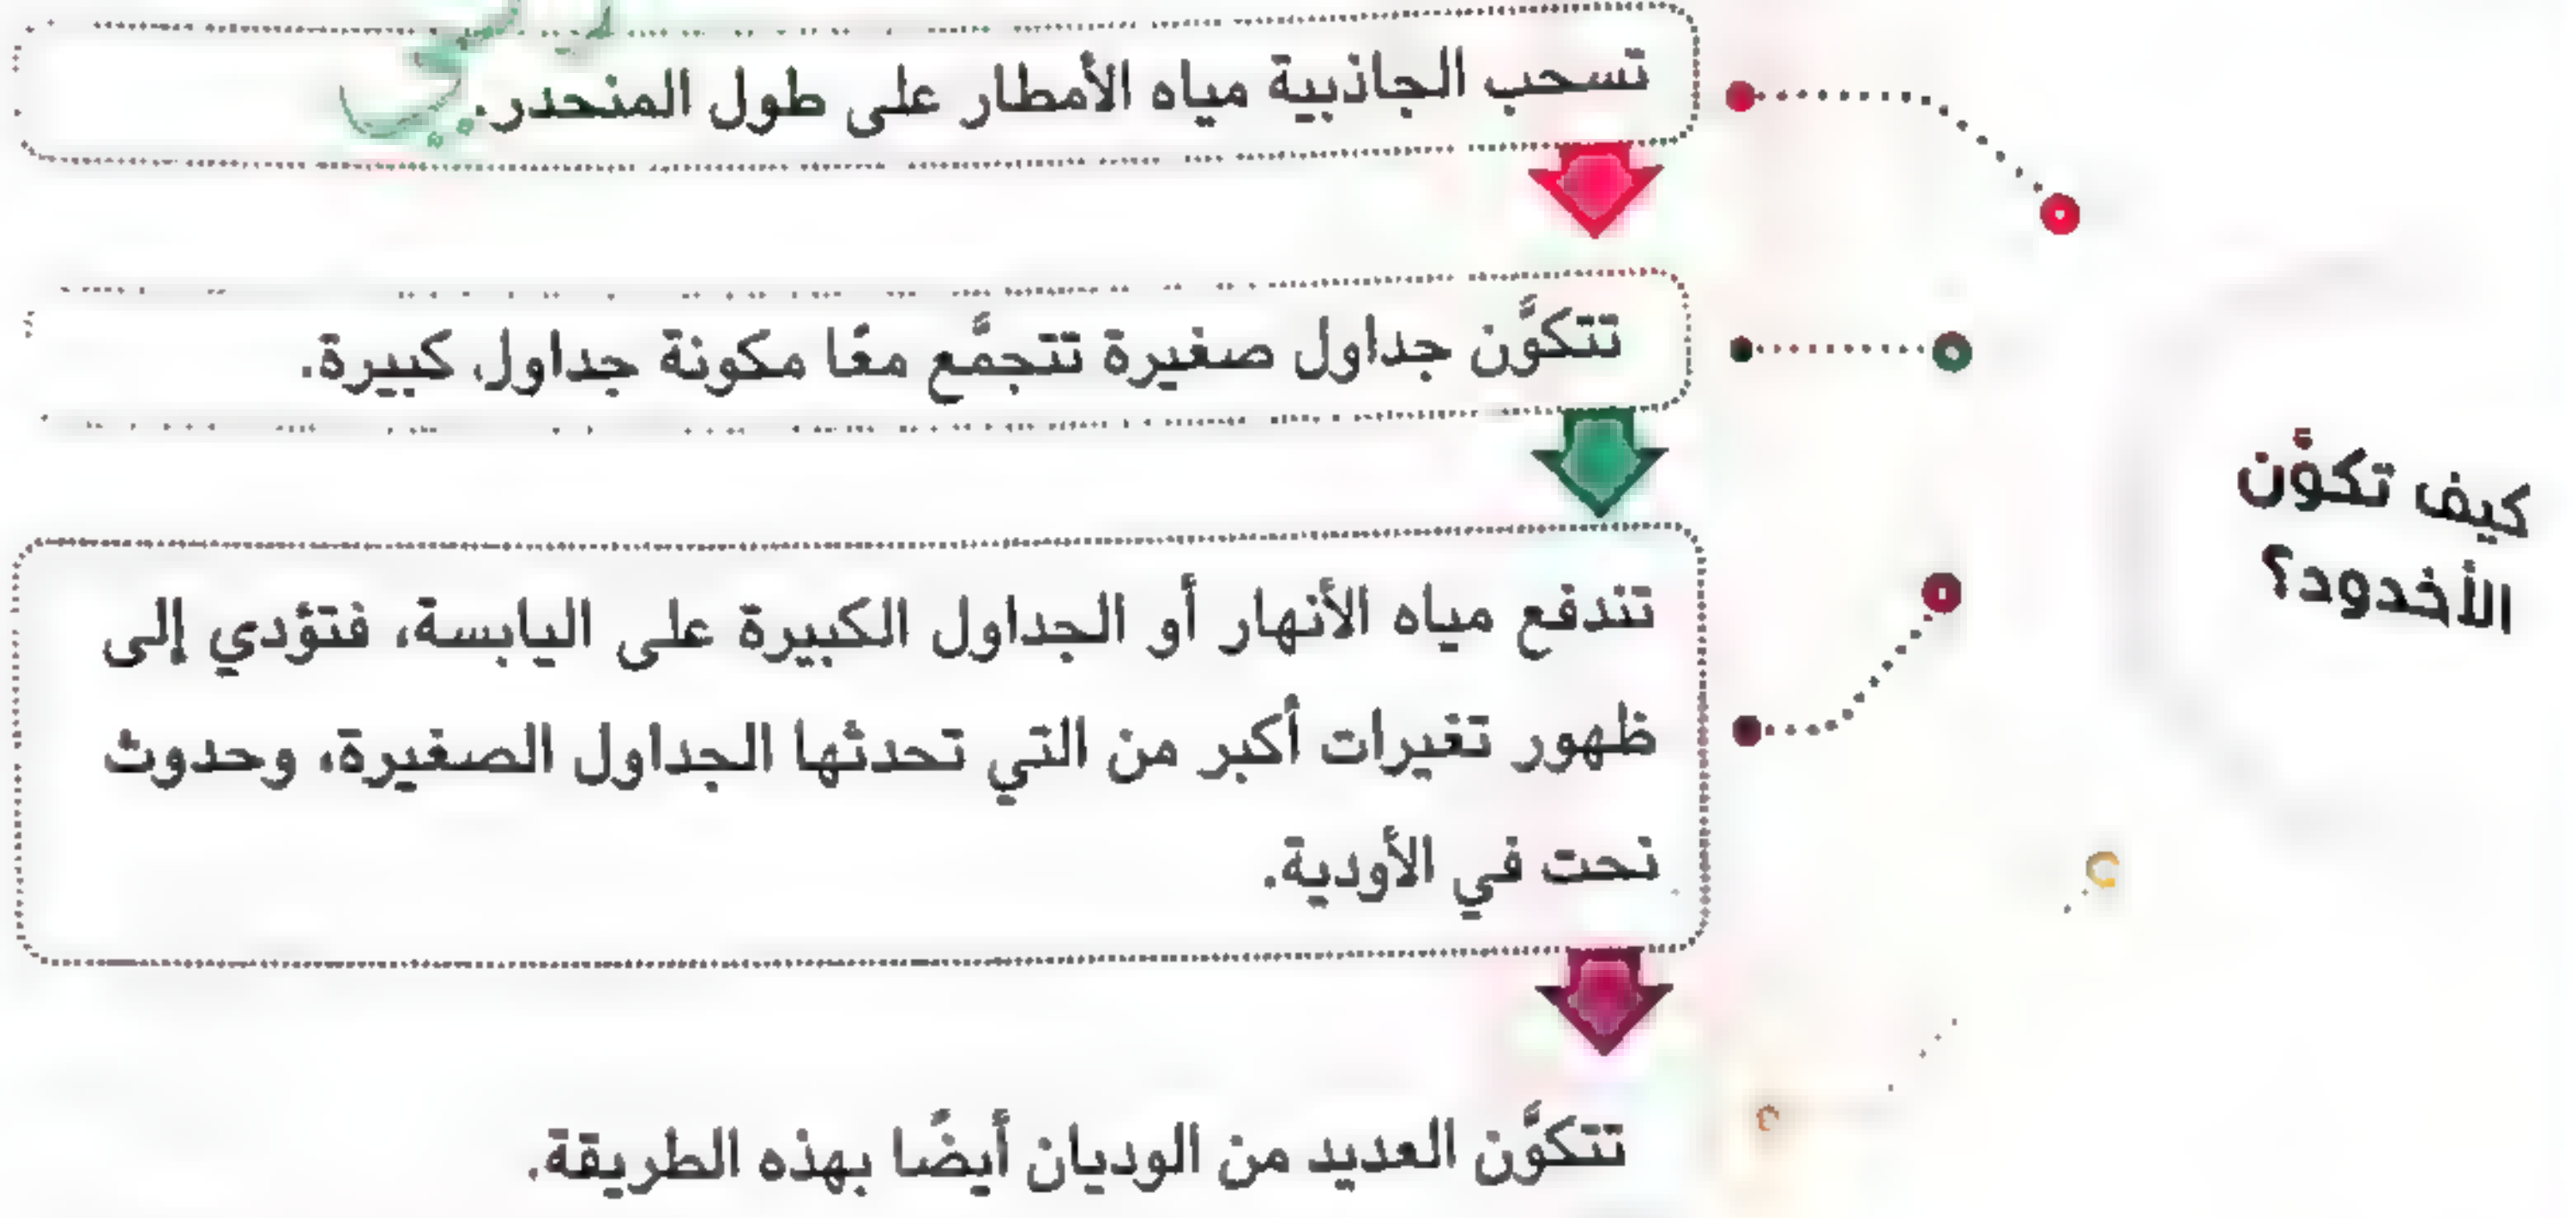 كيف تكوَّن
الأخدود؟
تسحب الجاذبية مياه الأمطار على طول المنحدر.
تتكوَّن جداول صغيرة تتجمَّع معًا مكونة جداول كبيرة.
تندفع مياه الأنهار أو الجداول الكبيرة على اليابسة، فتؤدي إلى
ظهور تغيرات أكبر من التي تحدثها الجداول الصغيرة، وحدوث
نحت في الأودية.
تتكوَّن العديد من الوديان أيضًا بهذه الطريقة.